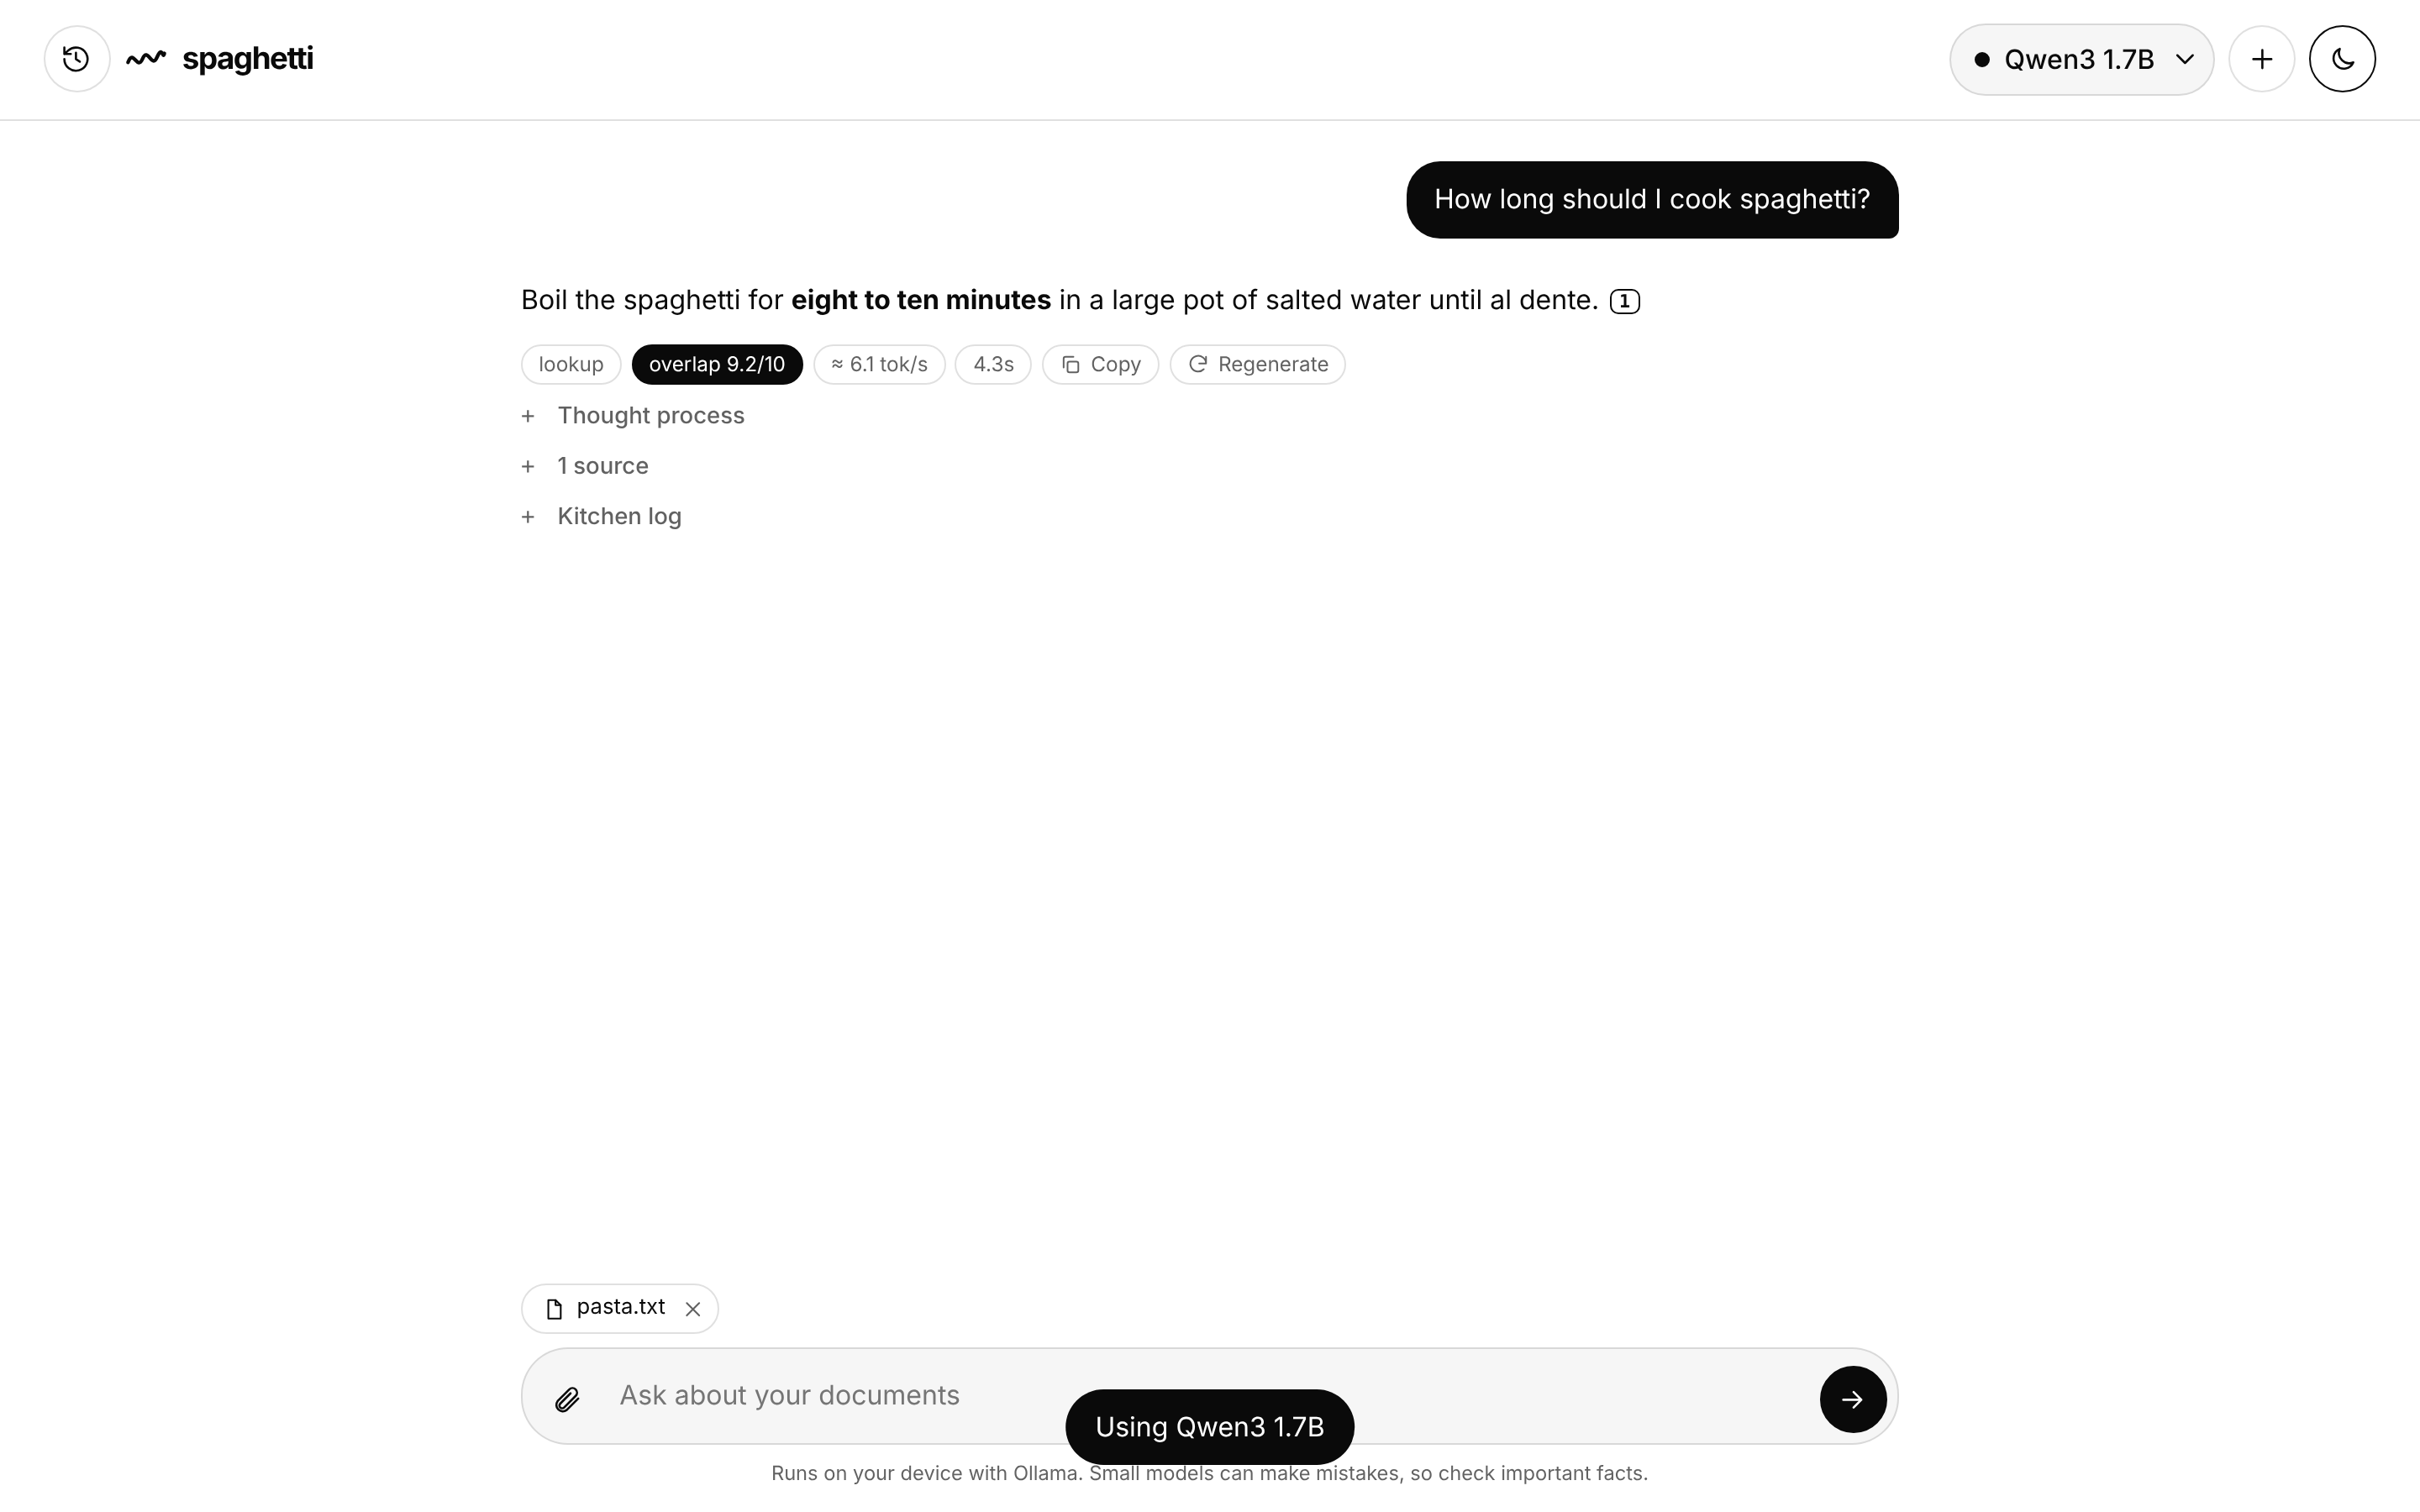 spaghetti
Qwen3 1.7B
How long should I cook spaghetti?
Boil the spaghetti for eight to ten minutes in a large pot of salted water until al dente. 1
lookup overlap 9.2/10 ≈ 6.1 tok/s 4.3s Copy Regenerate
+ Thought process
+ 1 source
+ Kitchen log
pasta.txt
Ask about your documents
Using Qwen3 1.7B
Runs on your device with Ollama. Small models can make mistakes, so check important facts.